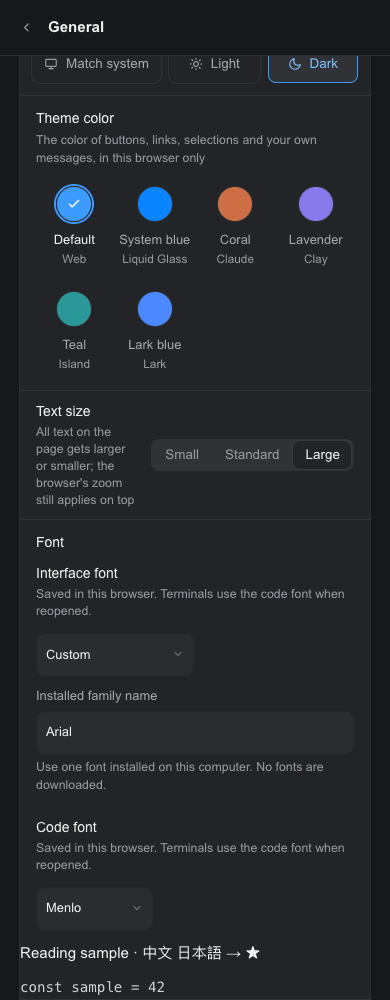 General
Match system
Light
Dark
Theme color
The color of buttons, links, selections and your own
messages, in this browser only
Default
Web
System blue
Liquid Glass
Coral
Claude
Lavender
Clay
Teal
Island
Lark blue
Lark
Text size
All text on the
page gets larger
or smaller; the
browser's zoom
still applies on top
Small
Standard
Large
Font
Interface font
Saved in this browser. Terminals use the code font when
reopened.
Custom
Installed family name
Arial
Use one font installed on this computer. No fonts are
downloaded.
Code font
Saved in this browser. Terminals use the code font when
reopened.
Menlo
Reading sample · 中文 日本語 → ★
const sample = 42